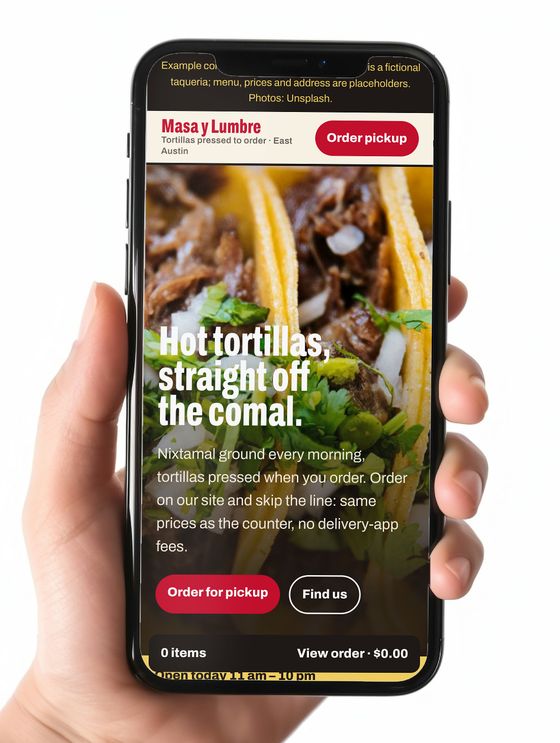 Example co is a fictional
taqueria; menu, prices and address are placeholders.
Photos: Unsplash.
Masa y Lumbre
Tortillas pressed to order · East
Austin
Order pickup
Hot tortillas,
straight off
the comal.
Nixtamal ground every morning,
tortillas pressed when you order. Order
on our site and skip the line: same
prices as the counter, no delivery-app
fees.
Order for pickup
Find us
0 items
View order · $0.00
Open today 11 am – 10 pm